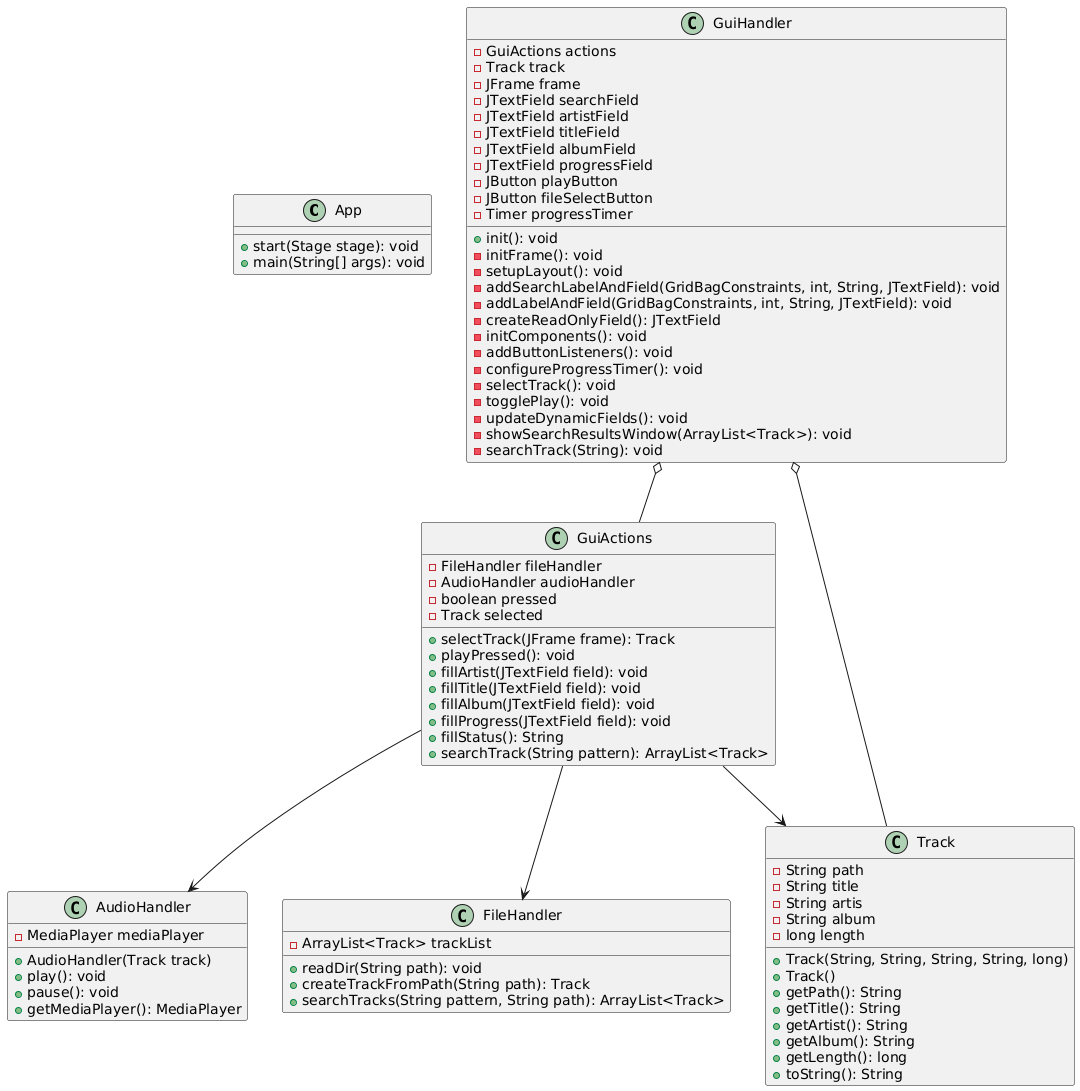 C GuiHandler
GuiActions actions
Track track
JFrame frame
JTextField searchField
JTextField artistField
JTextField titleField
JTextField albumField
JTextField progressField
JButton playButton
JButton fileSelectButton
Timer progressTimer
init(): void
initFrame(): void
setupLayout(): void
addSearchLabelAndField(GridBagConstraints, int, String, JTextField): void
addLabelAndField(GridBagConstraints, int, String, JTextField): void
createReadOnlyField(): JTextField
initComponents(): void
addButtonListeners(): void
configureProgressTimer(): void
selectTrack(): void
togglePlay(): void
updateDynamicFields(): void
showSearchResultsWindow(ArrayList<Track>): void
searchTrack(String): void
C App
start(Stage stage): void
main(String[] args): void
C GuiActions
FileHandler fileHandler
AudioHandler audioHandler
boolean pressed
Track selected
selectTrack(JFrame frame): Track
playPressed(): void
fillArtist(JTextField field): void
fillTitle(JTextField field): void
fillAlbum(JTextField field): void
fillProgress(JTextField field): void
fillStatus(): String
searchTrack(String pattern): ArrayList<Track>
C AudioHandler
MediaPlayer mediaPlayer
AudioHandler(Track track)
play(): void
pause(): void
getMediaPlayer(): MediaPlayer
C FileHandler
ArrayList<Track> trackList
readDir(String path): void
createTrackFromPath(String path): Track
searchTracks(String pattern, String path): ArrayList<Track>
C Track
String path
String title
String artis
String album
long length
Track(String, String, String, String, long)
Track()
getPath(): String
getTitle(): String
getArtist(): String
getAlbum(): String
getLength(): long
toString(): String